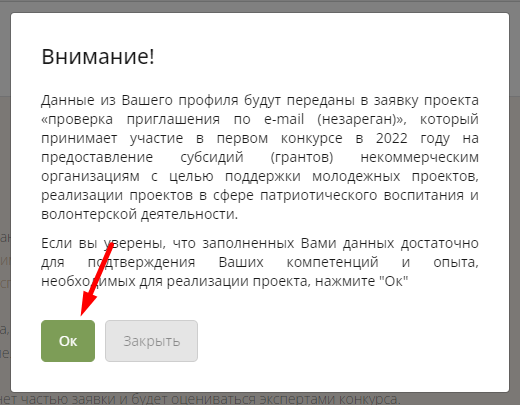 Внимание!
Данные из Вашего профиля будут переданы в заявку проекта
«проверка приглашения по e-mail (незареган)», который
принимает участие в первом конкурсе в 2022 году на
предоставление субсидий (грантов) некоммерческим
организациям с целью поддержки молодежных проектов,
реализации проектов в сфере патриотического воспитания и
волонтерской деятельности.
Если вы уверены, что заполненных Вами данных достаточно
для подтверждения Ваших компетенций и опыта,
необходимых для реализации проекта, нажмите "Ок"
Ок
Закрыть
нет частью заявки и будет оцениваться экспертами конкурса.